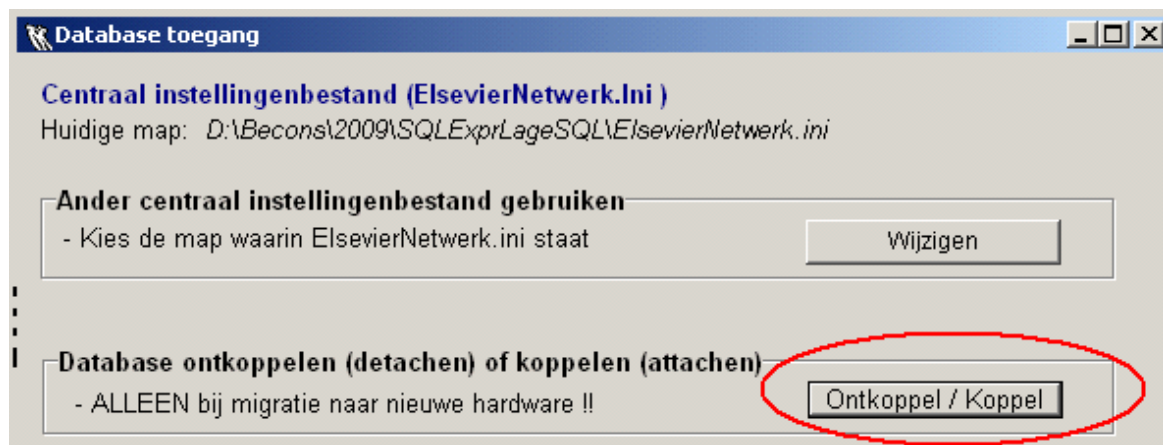 Database toegang
Centraal instellingenbestand (ElsevierNetwerk.Ini )
Huidige map: D:\Becons\2009\SQLExprLageSQL\ElsevierNetwerk.ini
Ander centraal instellingenbestand gebruiken
- Kies de map waarin ElsevierNetwerk.ini staat
Wijzigen
Database ontkoppelen (detachen) of koppelen (attachen)
- ALLEEN bij migratie naar nieuwe hardware !!
Ontkoppel / Koppel